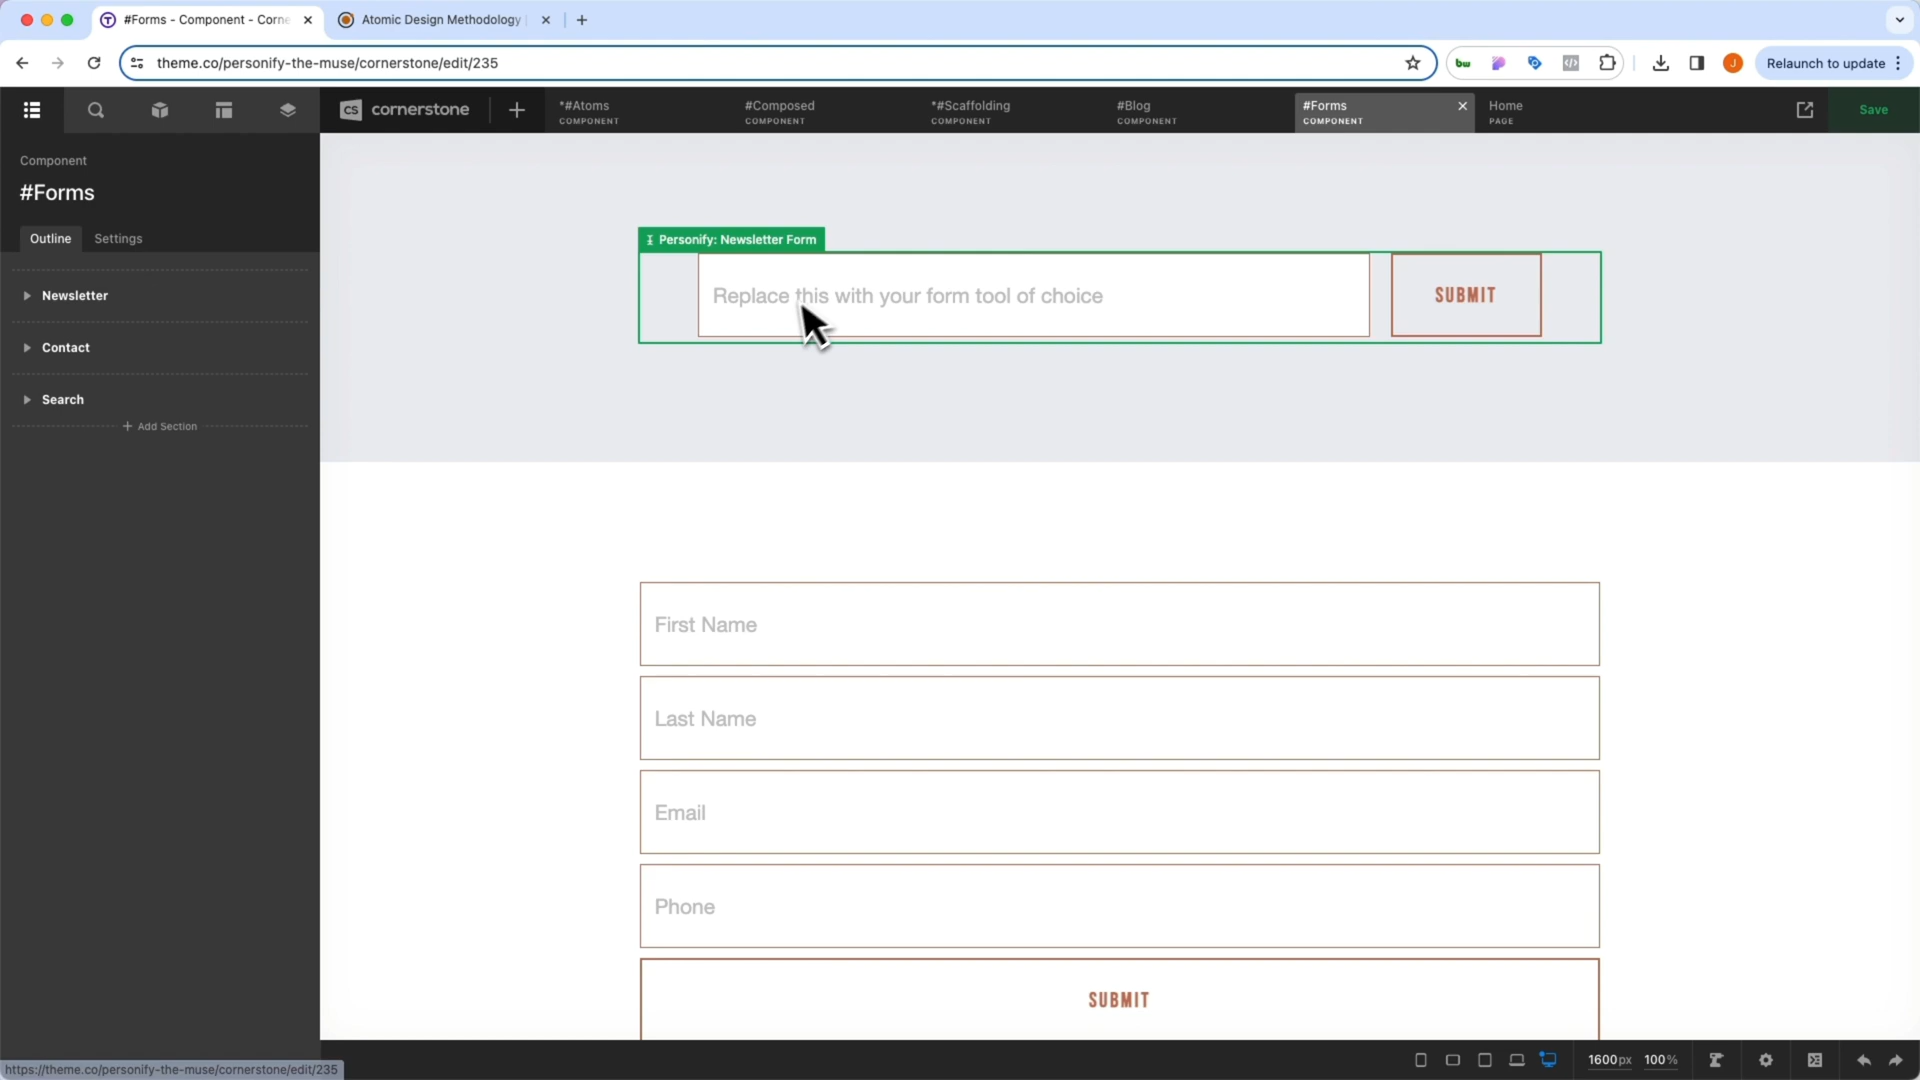 #Forms - Component - Corne
Atomic Design Methodology
theme.co/personify-the-muse/cornerstone/edit/235
bw
J
Relaunch to update
cs cornerstone
*#Atoms
COMPONENT
#Composed
COMPONENT
*#Scaffolding
COMPONENT
#Blog
COMPONENT
#Forms
COMPONENT
Home
PAGE
Save
Component
#Forms
Outline
Settings
Newsletter
Contact
Search
+ Add Section
Personify: Newsletter Form
Replace this with your form tool of choice
SUBMIT
First Name
Last Name
Email
Phone
SUBMIT
1600px
100%
https://theme.co/personify-the-muse/cornerstone/edit/235